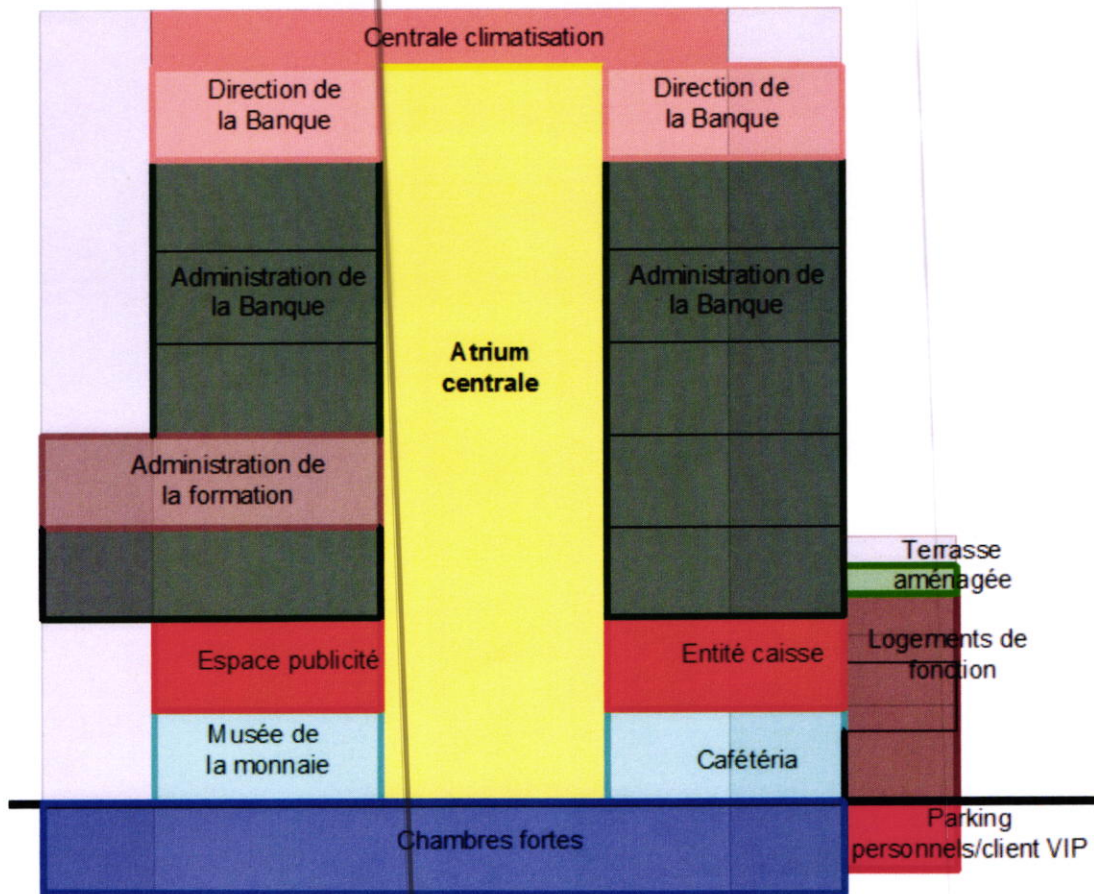 Centrale climatisation
Direction de
la Banque
Direction de
la Banque
Administration de
la Banque
Administration de
la Banque
Atrium
centrale
Administration de
la formation
Terrasse
aménagée
Espace publicité
Entité caisse
Logements de
fonction
Musée de
la monnaie
Cafétéria
Chambres fortes
Parking
personnels/client VIP